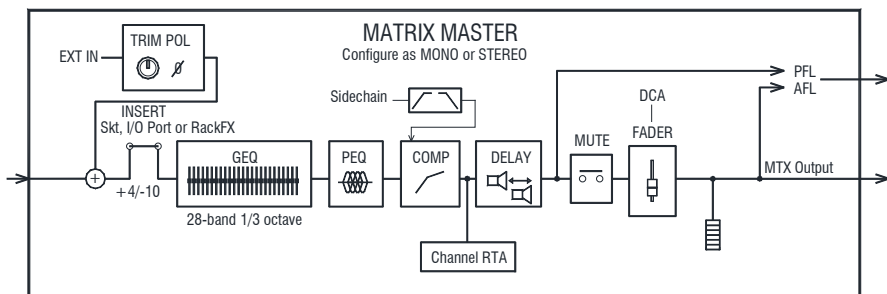 MATRIX MASTER
Configure as MONO or STEREO
TRIM POL
EXT IN
INSERT
Skt, I/O Port or RackFX
+4/-10
GEQ
28-band 1/3 octave
PEQ
Sidechain
COMP
DELAY
Channel RTA
MUTE
DCA
FADER
PFL
AFL
MTX Output